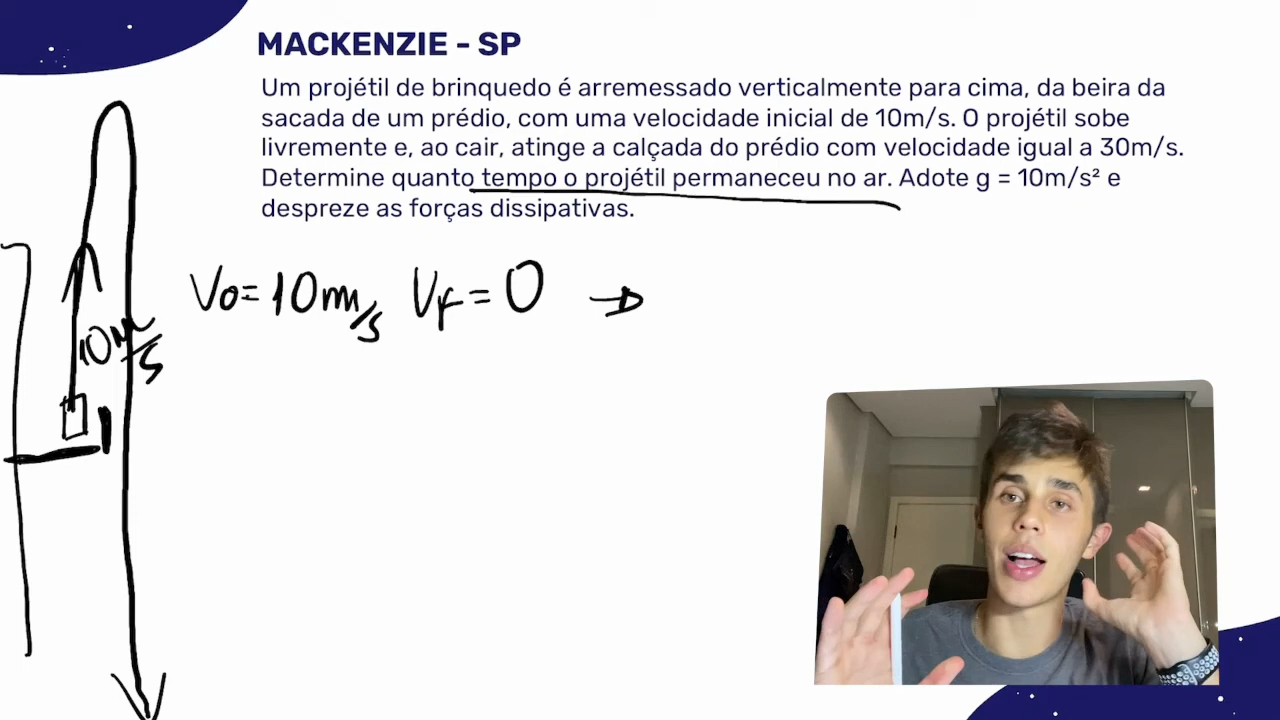 MACKENZIE - SP
Um projétil de brinquedo é arremessado verticalmente para cima, da beira da
sacada de um prédio, com uma velocidade inicial de 10m/s. O projétil sobe
livremente e, ao cair, atinge a calçada do prédio com velocidade igual a 30m/s.
Determine quanto tempo o projétil permaneceu no ar. Adote g = 10m/s² e
despreze as forças dissipativas.
Vo= 10m/s Vf = 0
10m/s